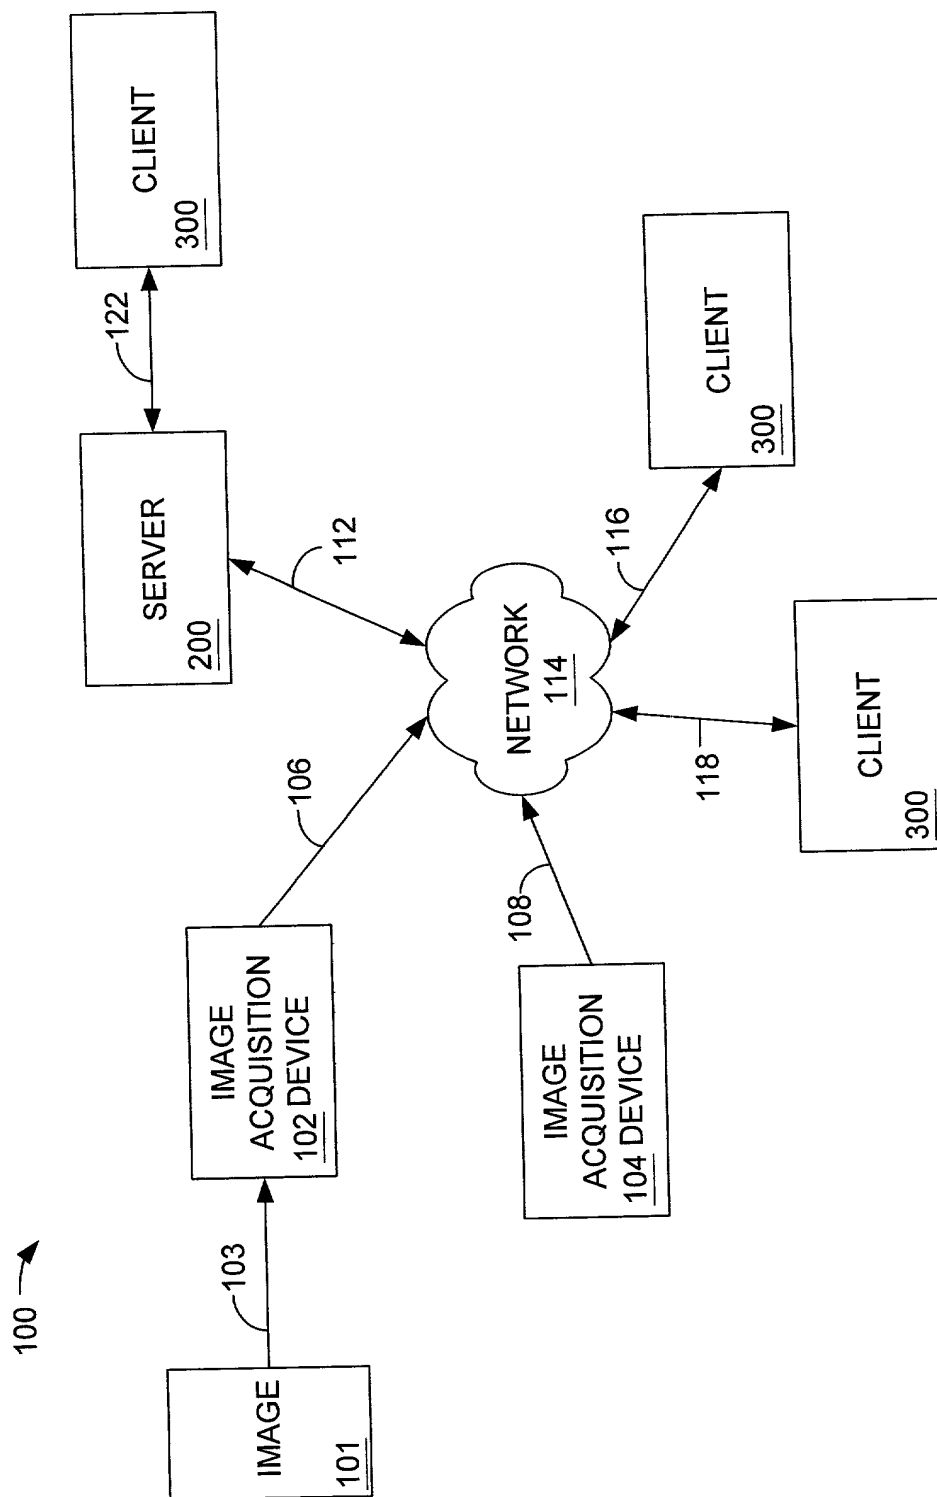 100
IMAGE
101
103
IMAGE
ACQUISITION
102 DEVICE
106
IMAGE
ACQUISITION
104 DEVICE
108
SERVER
200
112
122
CLIENT
300
NETWORK
114
116
CLIENT
300
118
CLIENT
300